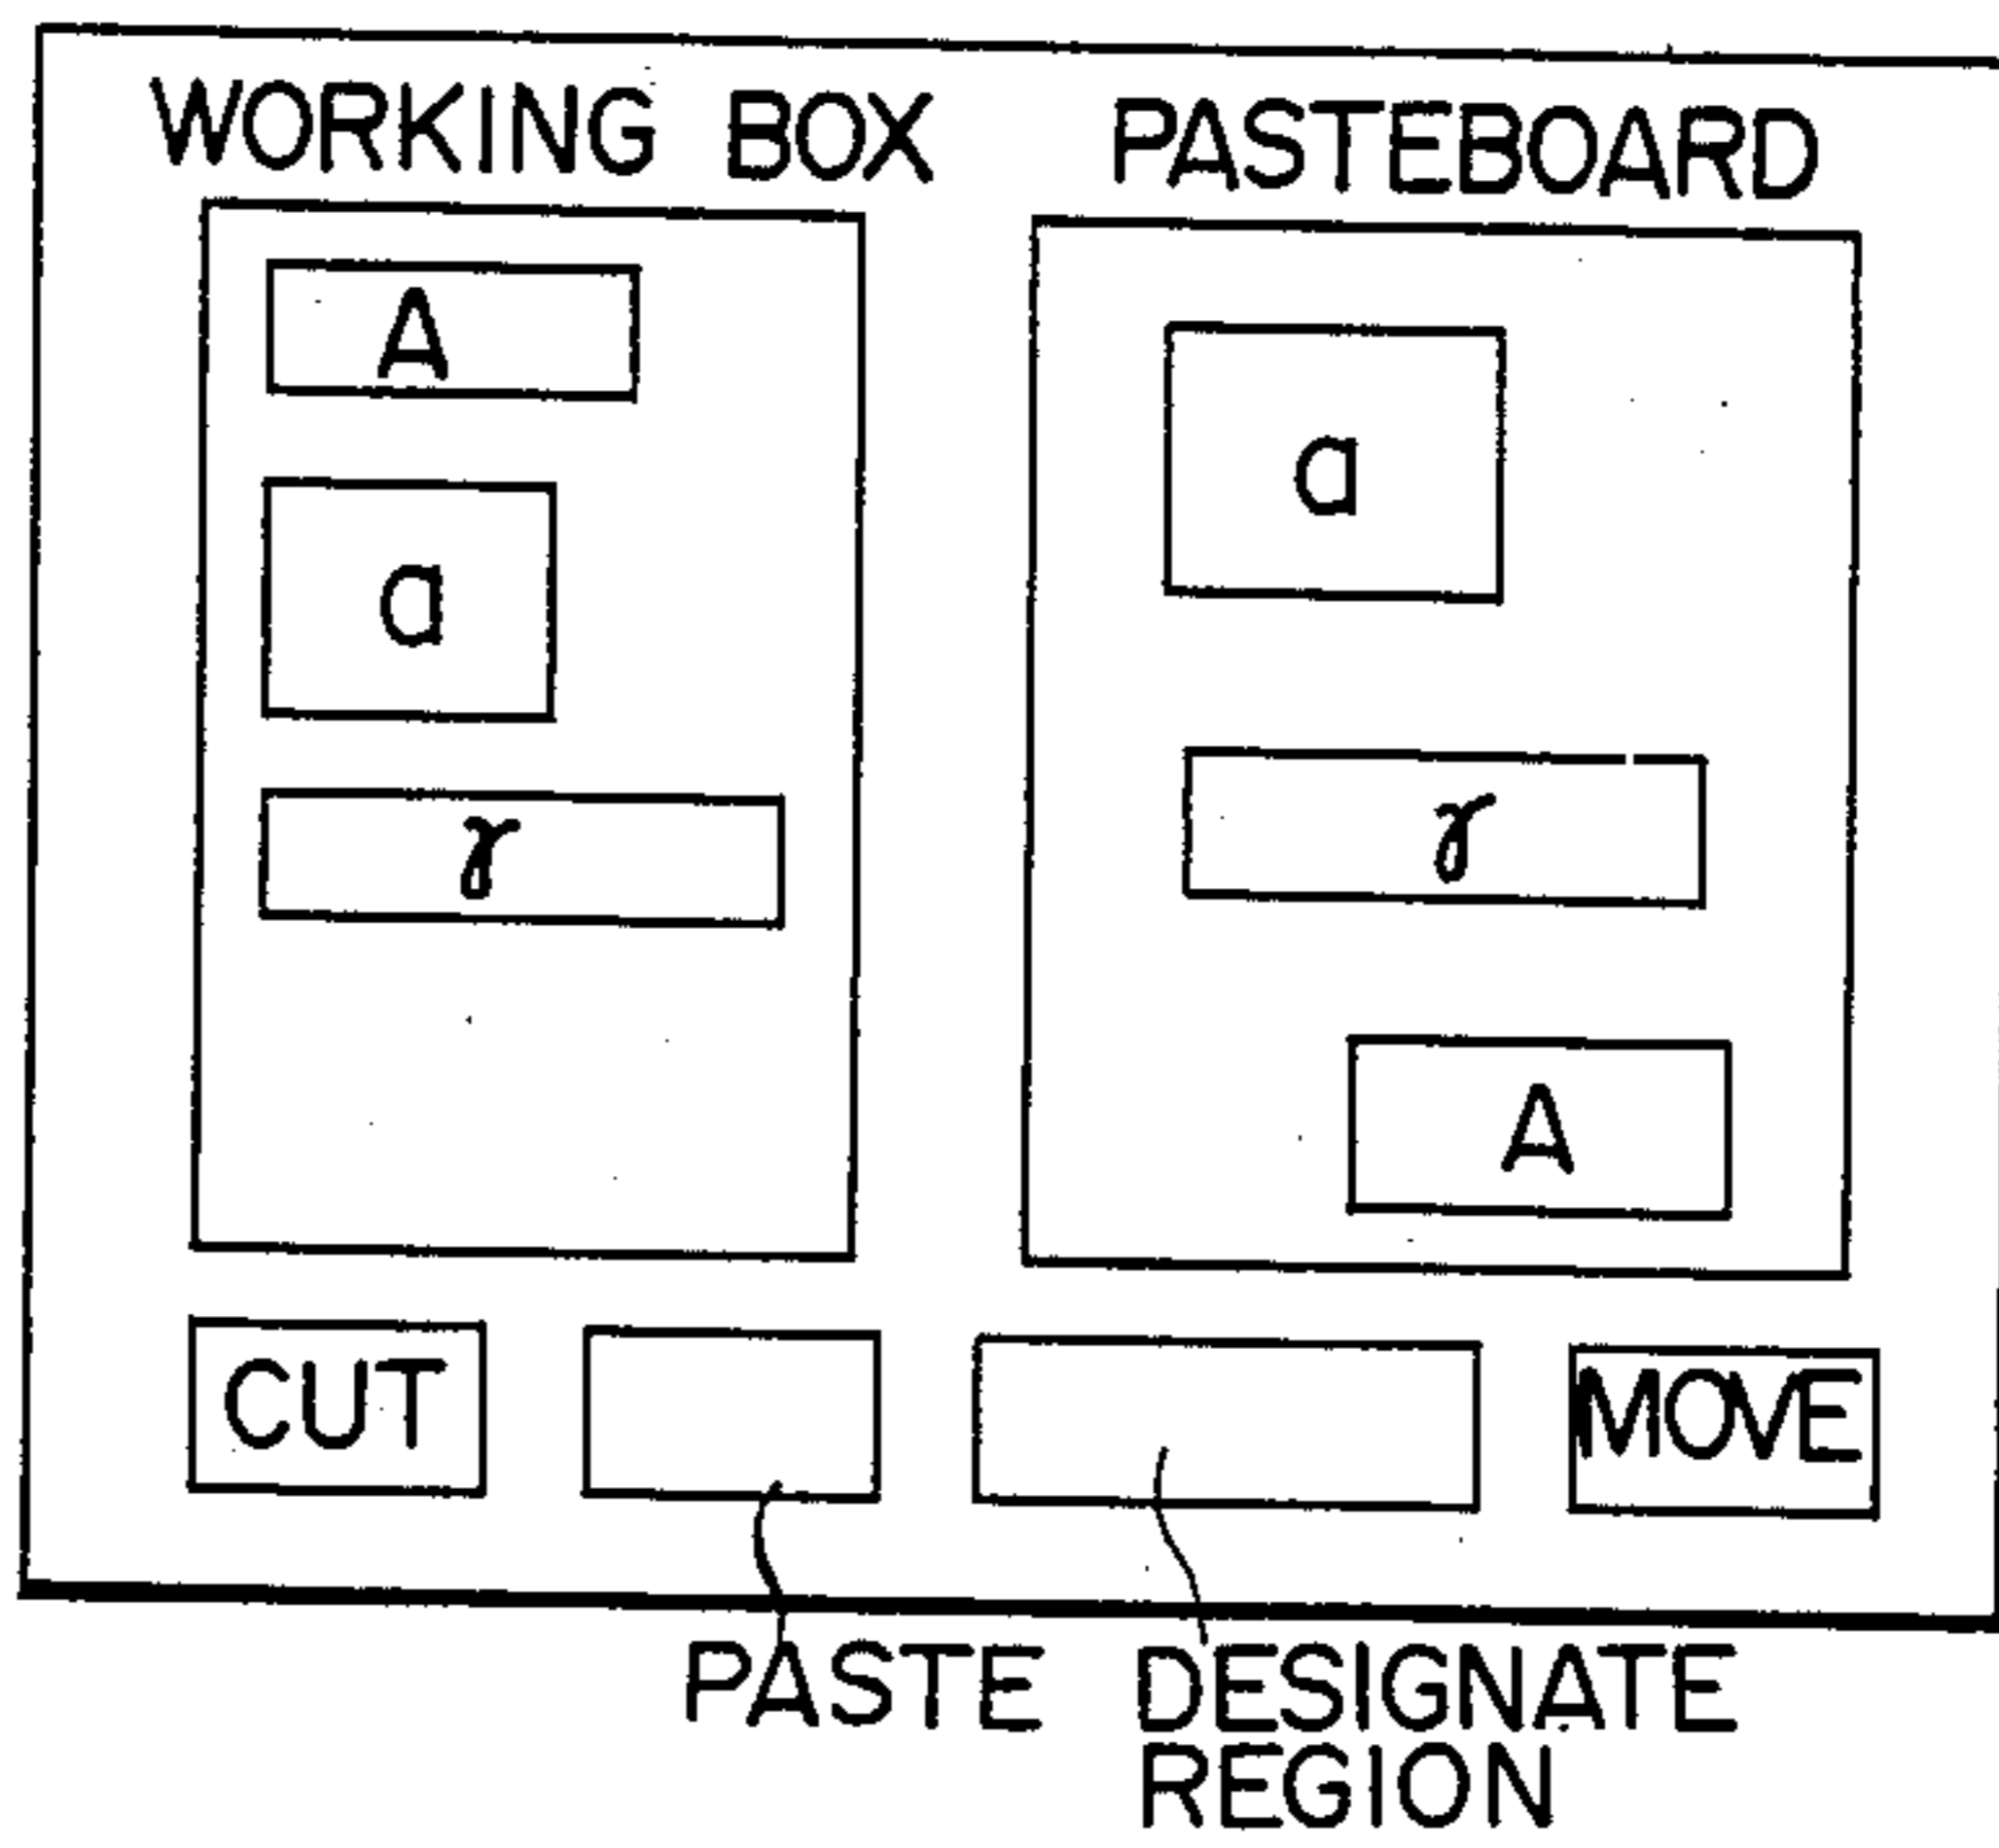 WORKING BOX
PASTEBOARD
A
a
γ
a
γ
A
CUT
MOVE
PASTE
DESIGNATE
REGION